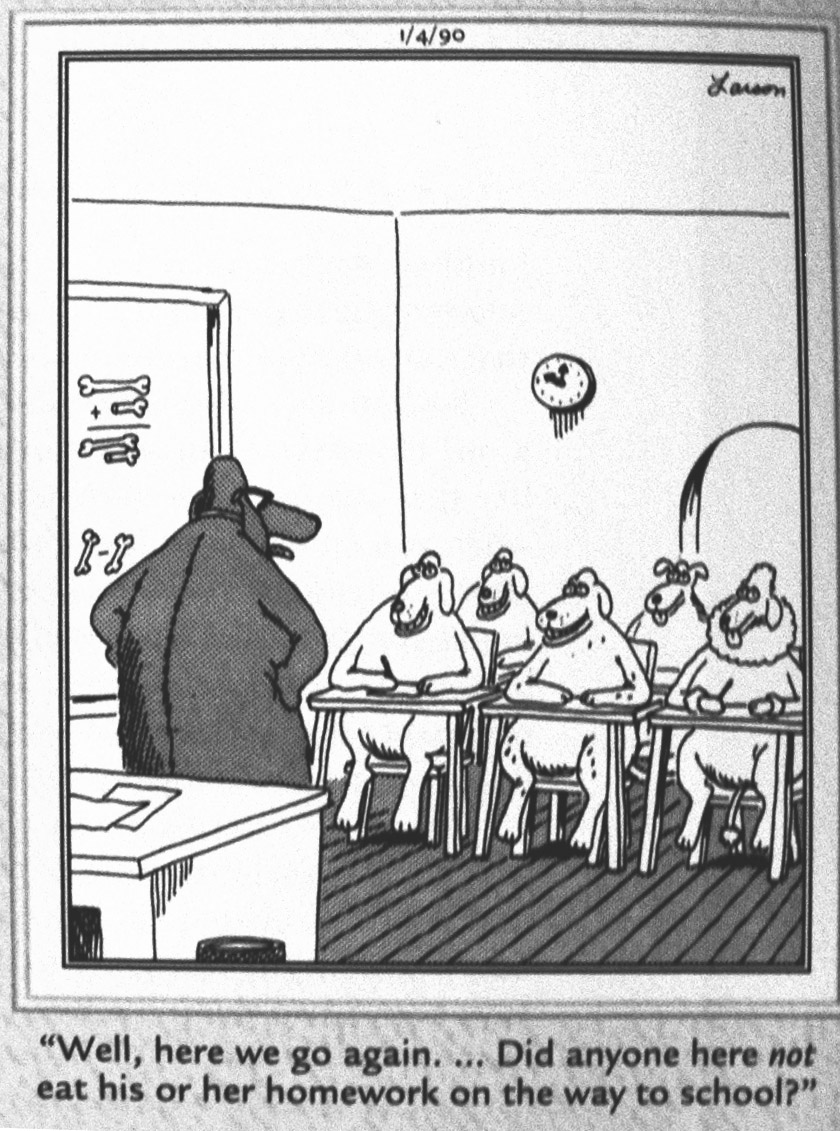 1/4/90
Larson
+
-
“Well, here we go again. ... Did anyone here not
eat his or her homework on the way to school?”